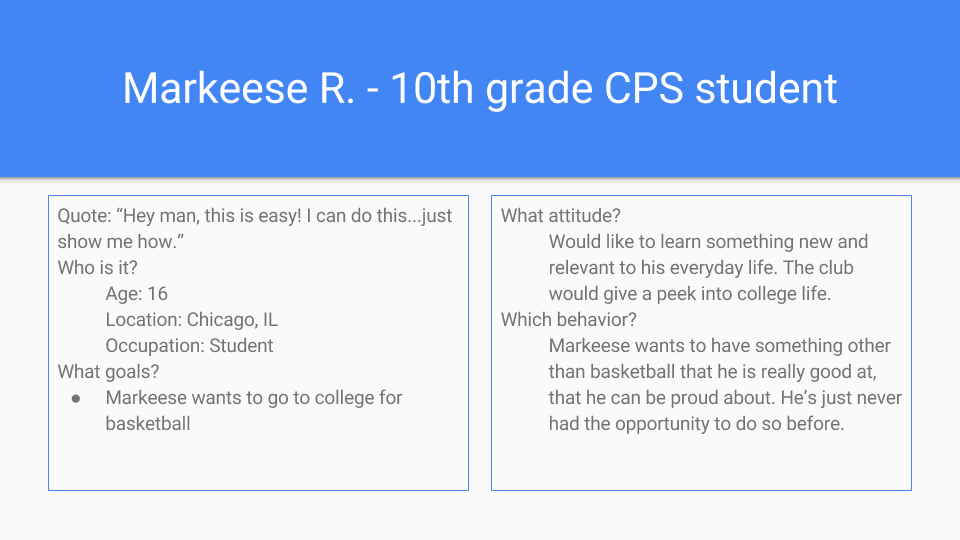 Markeese R. - 10th grade CPS student
Quote: “Hey man, this is easy! I can do this...just
show me how.”
Who is it?
Age: 16
Location: Chicago, IL
Occupation: Student
What goals?
● Markeese wants to go to college for
basketball
What attitude?
Would like to learn something new and
relevant to his everyday life. The club
would give a peek into college life.
Which behavior?
Markeese wants to have something other
than basketball that he is really good at,
that he can be proud about. He’s just never
had the opportunity to do so before.